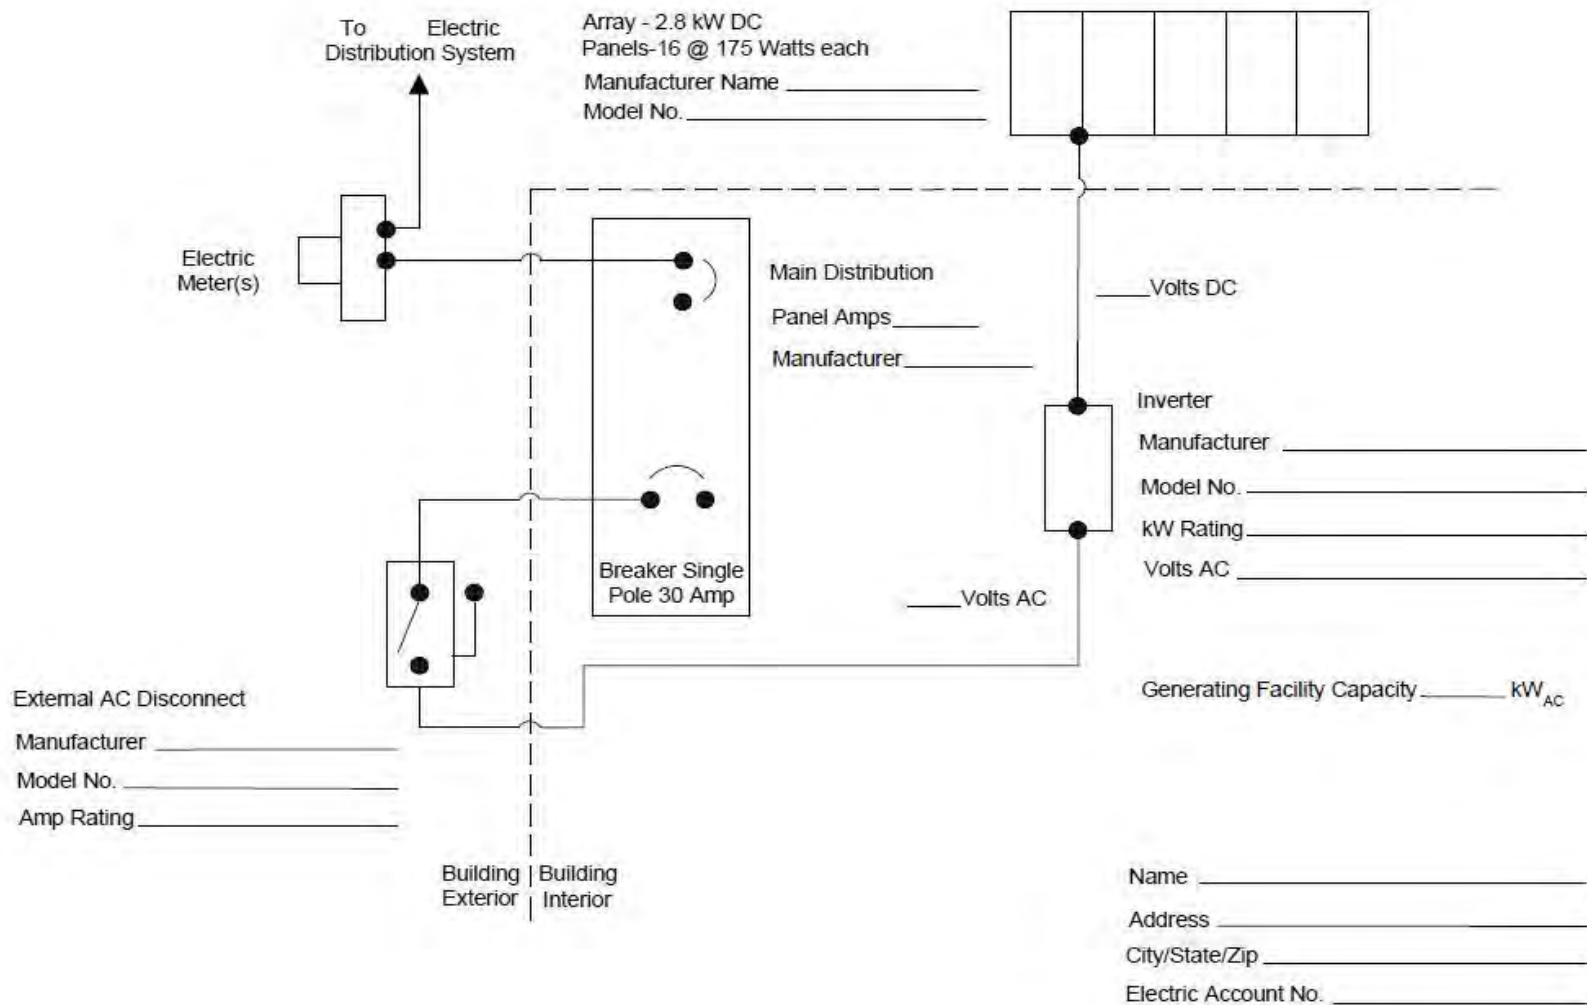 To Electric
Distribution System
Array - 2.8 kW DC
Panels-16 @ 175 Watts each
Manufacturer Name
Model No.
Electric
Meter(s)
Main Distribution
Panel Amps
Manufacturer
Volts DC
Inverter
Manufacturer
Model No.
kW Rating
Volts AC
Breaker Single
Pole 30 Amp
Volts AC
External AC Disconnect
Manufacturer
Model No.
Amp Rating
Generating Facility Capacity kWAC
Building
Exterior
Building
Interior
Name
Address
City/State/Zip
Electric Account No.